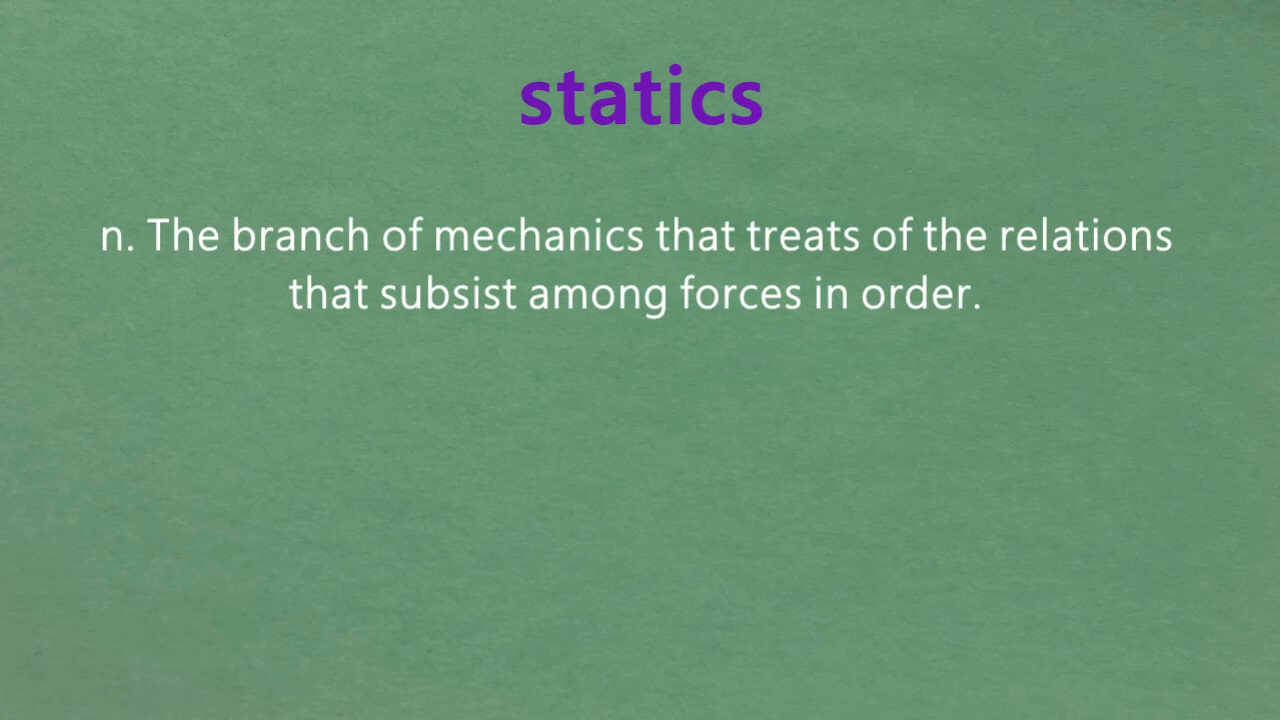 statics
n. The branch of mechanics that treats of the relations
that subsist among forces in order.